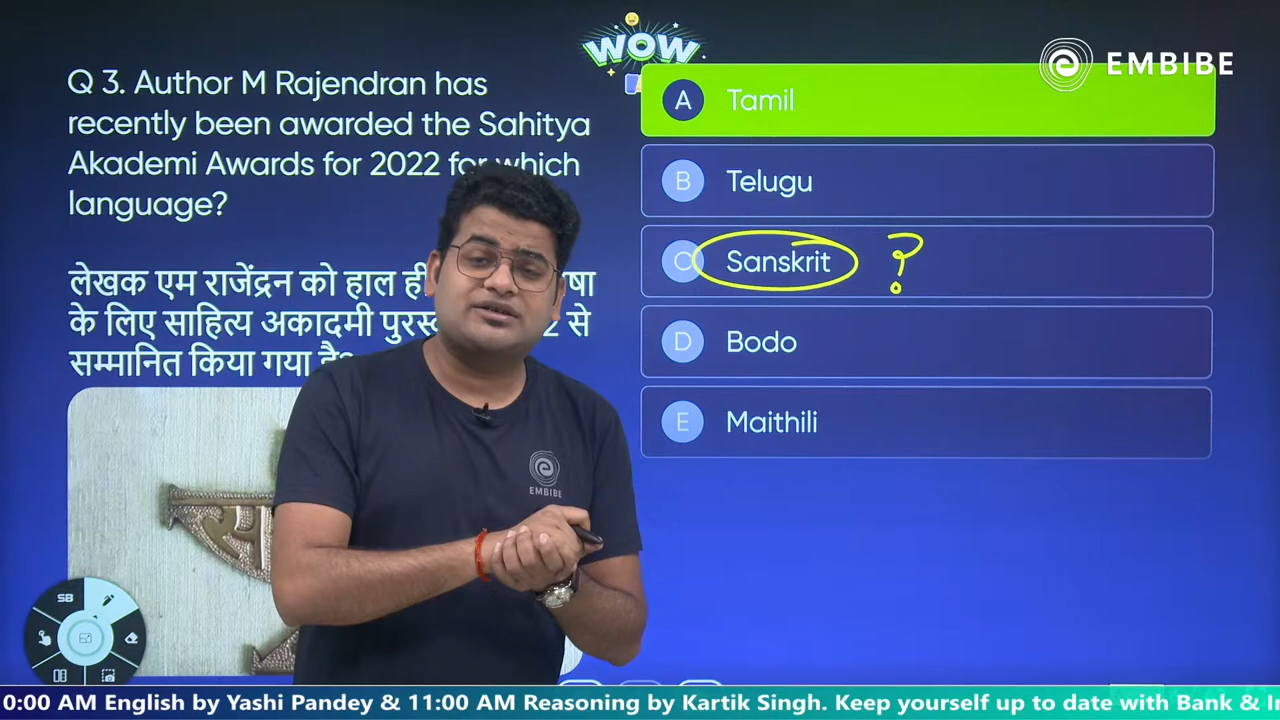 WOW
EMBIBE
Q 3. Author M Rajendran has
recently been awarded the Sahitya
Akademi Awards for 2022 for which
language?
लेखक एम राजेंद्रन को हाल ही
के लिए साहित्य अकादमी 2 से
सम्मानित किया गया है
A Tamil
B Telugu
C Sanskrit ?
D Bodo
E Maithili
EMBIBE
SB
0:00 AM English by Yashi Pandey & 11:00 AM Reasoning by Kartik Singh. Keep yourself up to date with Bank &